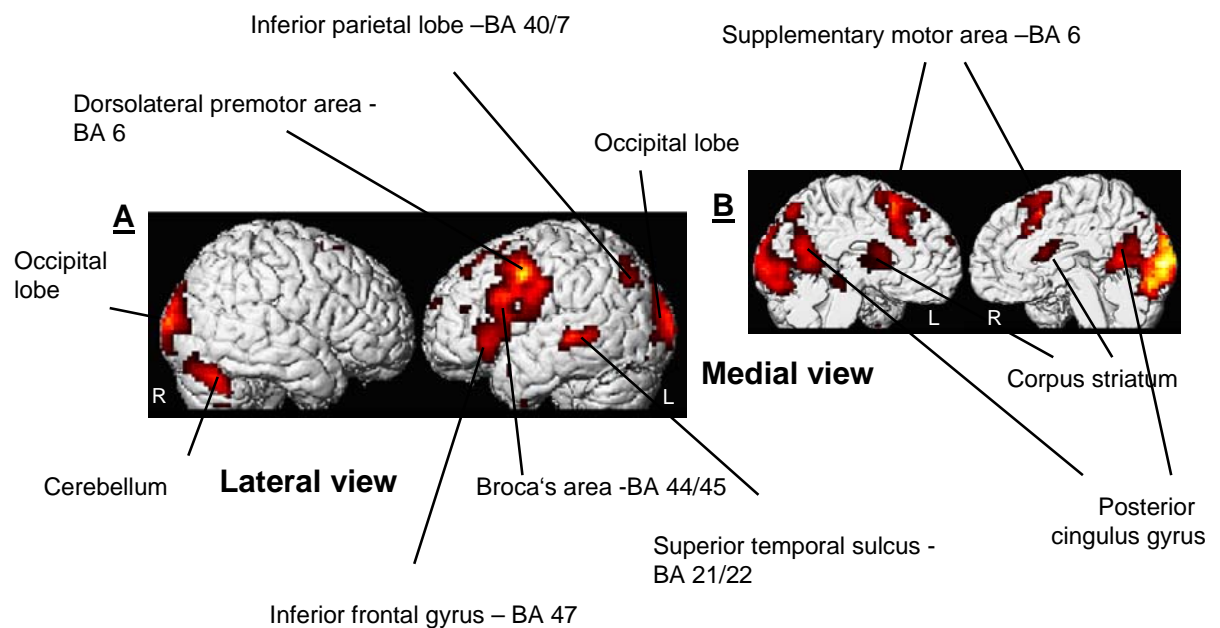 Inferior parietal lobe –BA 40/7
Supplementary motor area –BA 6
Dorsolateral premotor area -
BA 6
Occipital lobe
A
B
Occipital
lobe
L
R
Medial view
Corpus striatum
R
L
Cerebellum
Lateral view
Broca‘s area -BA 44/45
Posterior
cingulus gyrus
Superior temporal sulcus -
BA 21/22
Inferior frontal gyrus – BA 47